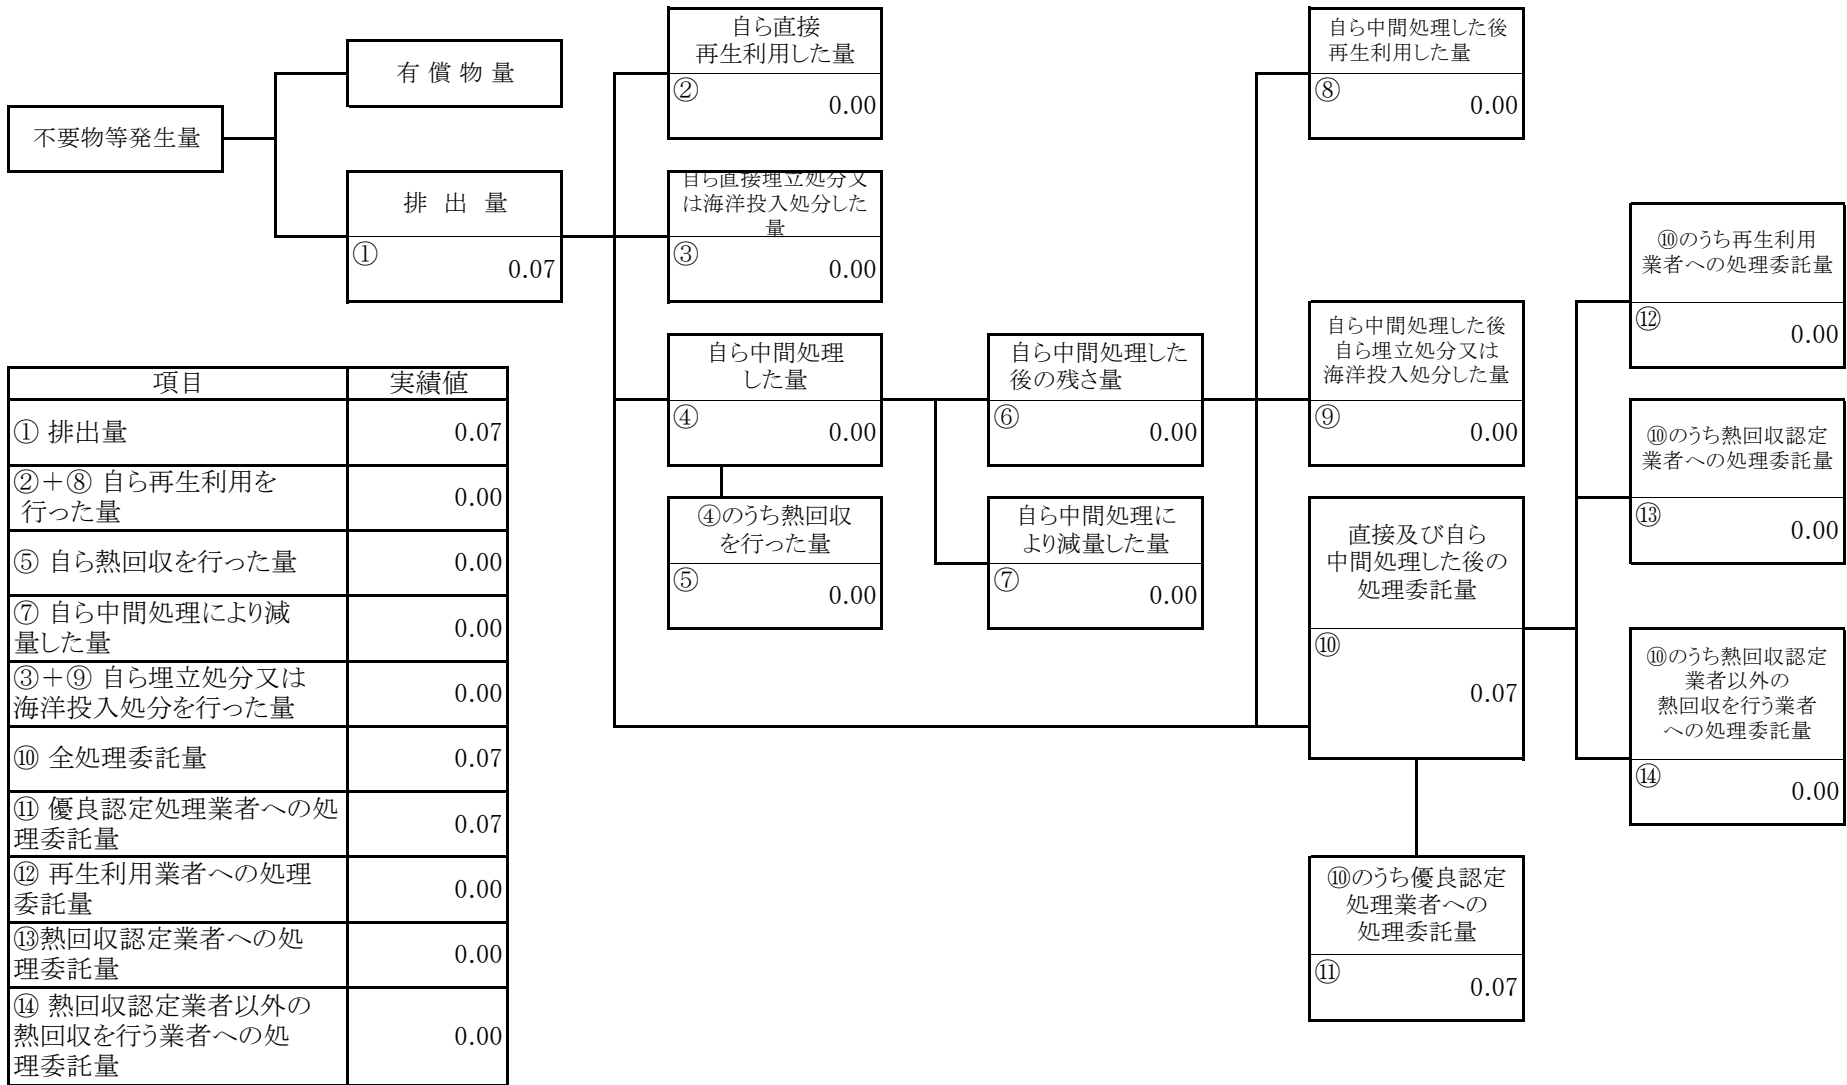 不要物等発生量
有償物量
排出量
①
0.07
自ら直接
再生利用した量
②
0.00
自ら直接埋立処分又
は海洋投入処分した
量
③
0.00
自ら中間処理
した量
④
0.00
④のうち熱回収
を行った量
⑤
0.00
自ら中間処理した
後の残さ量
⑥
0.00
自ら中間処理に
より減量した量
⑦
0.00
自ら中間処理した後
再生利用した量
⑧
0.00
自ら中間処理した後
自ら埋立処分又は
海洋投入処分した量
⑨
0.00
直接及び自ら
中間処理した後の
処理委託量
⑩
0.07
⑩のうち優良認定
処理業者への
処理委託量
⑪
0.07
⑩のうち再生利用
業者への処理委託量
⑫
0.00
⑩のうち熱回収認定
業者への処理委託量
⑬
0.00
⑩のうち熱回収認定
業者以外の
熱回収を行う業者
への処理委託量
⑭
0.00
項目 実績値
① 排出量 0.07
②+⑧ 自ら再生利用を
行った量 0.00
⑤ 自ら熱回収を行った量 0.00
⑦ 自ら中間処理により減
量した量 0.00
③+⑨ 自ら埋立処分又は
海洋投入処分を行った量 0.00
⑩ 全処理委託量 0.07
⑪ 優良認定処理業者への処
理委託量 0.07
⑫ 再生利用業者への処理
委託量 0.00
⑬熱回収認定業者への処
理委託量 0.00
⑭ 熱回収認定業者以外の
熱回収を行う業者への処
理委託量 0.00